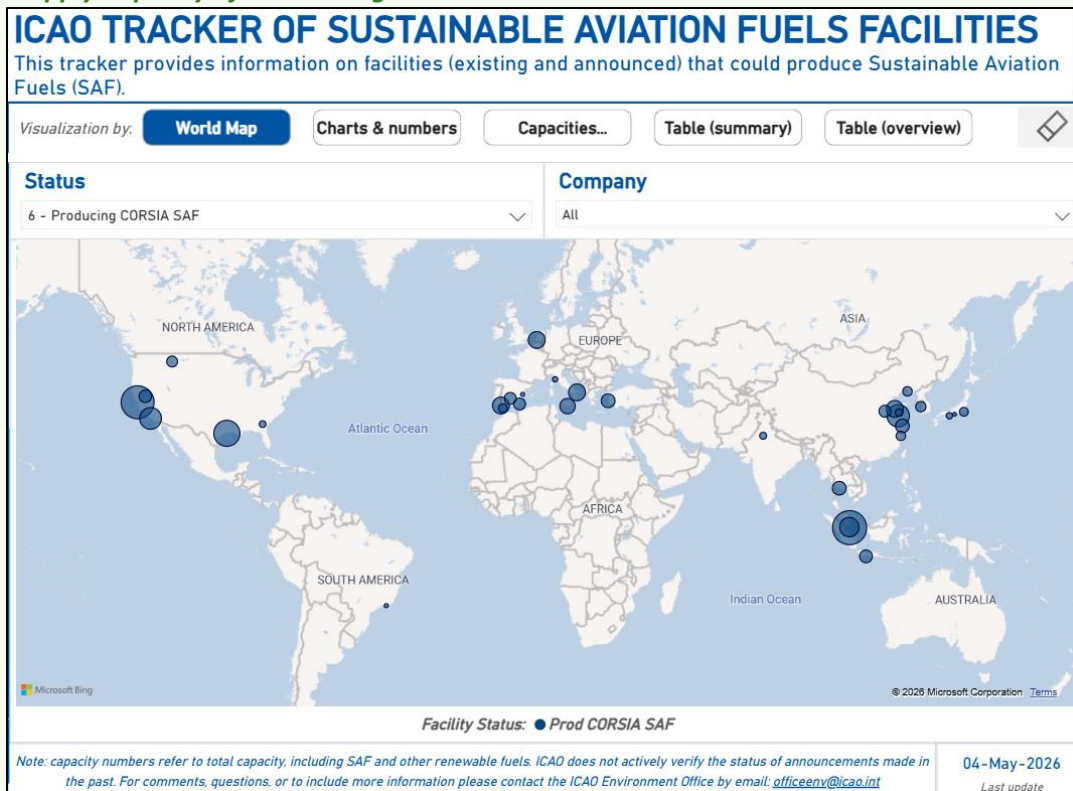 ICAO TRACKER OF SUSTAINABLE AVIATION FUELS FACILITIES
This tracker provides information on facilities (existing and announced) that could produce Sustainable Aviation
Fuels (SAF).
Visualization by: World Map Charts & numbers Capacities... Table (summary) Table (overview)
Status Company
6 - Producing CORSIA SAF All
NORTH AMERICA
EUROPE
ASIA
Atlantic Ocean
AFRICA
SOUTH AMERICA
Indian Ocean
AUSTRALIA
Microsoft Bing
© 2026 Microsoft Corporation Terms
Facility Status: Prod CORSIA SAF
Note: capacity numbers refer to total capacity, including SAF and other renewable fuels. ICAO does not actively verify the status of announcements made in
the past. For comments, questions, or to include more information please contact the ICAO Environment Office by email: officeenv@icao.int
04-May-2026
Last update